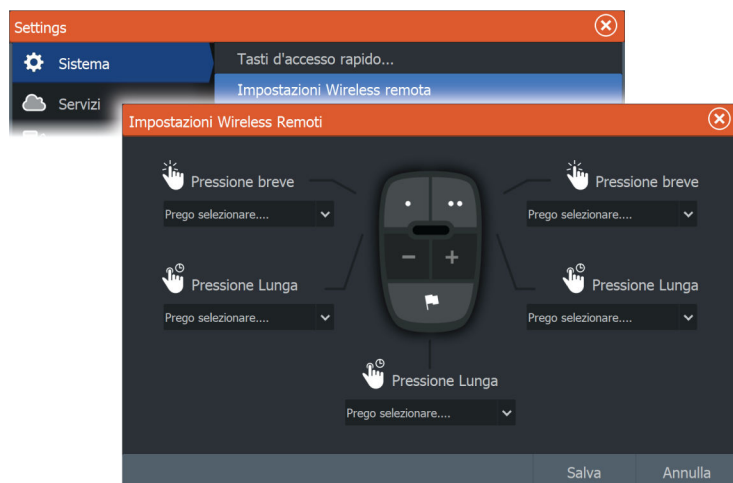 Settings
Sistema
Tasti d'accesso rapido...
Impostazioni Wireless remota
Servizi
Impostazioni Wireless Remoti
Pressione breve
Pressione breve
Prego selezionare....
Prego selezionare....
Pressione Lunga
Pressione Lunga
Prego selezionare....
Prego selezionare....
Pressione Lunga
Prego selezionare....
Salva
Annulla